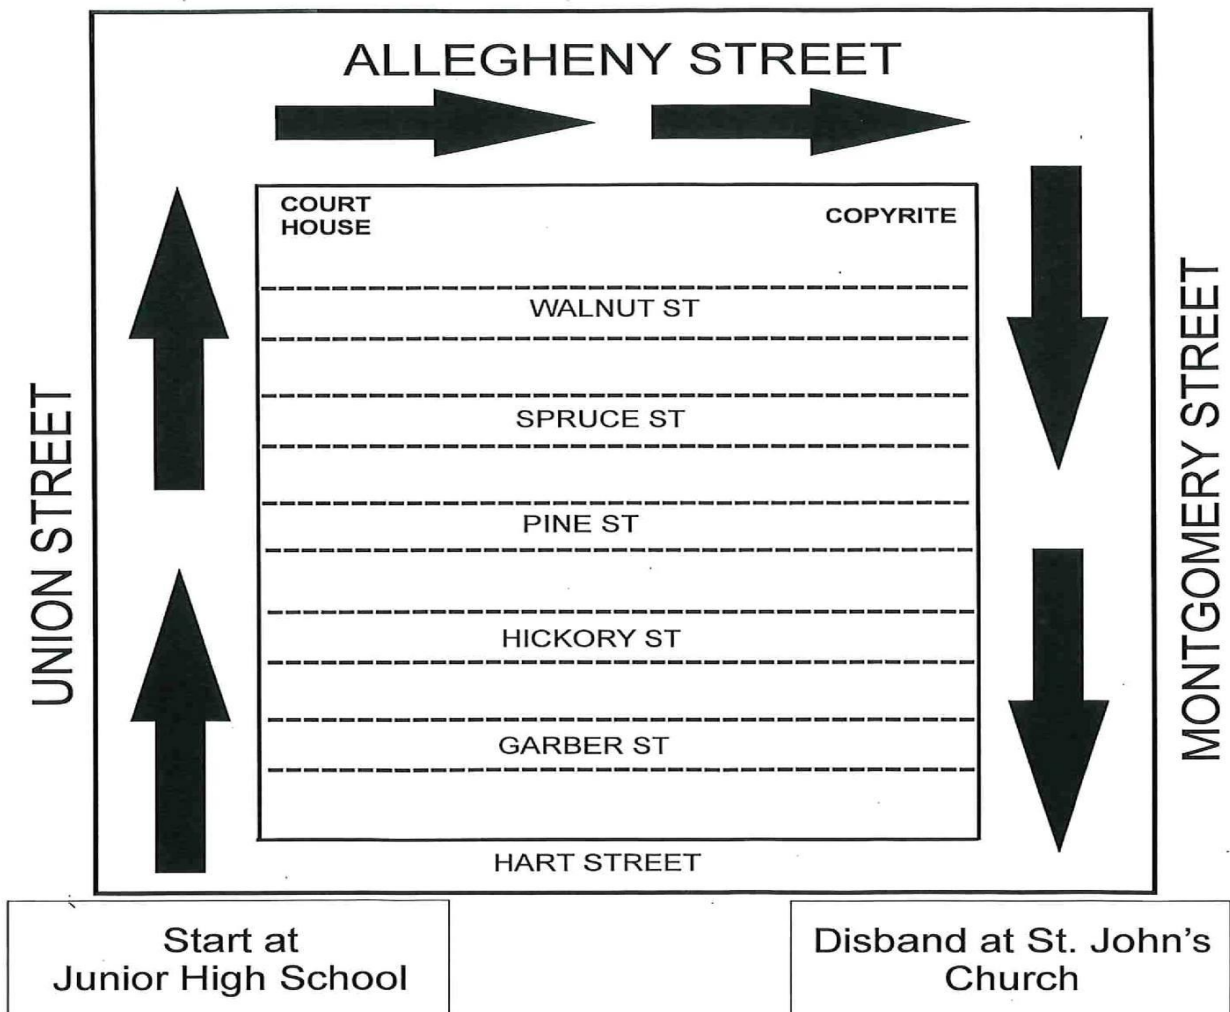 ALLEGHENY STREET
COURT
HOUSE
COPYRITE
WALNUT ST
SPRUCE ST
PINE ST
HICKORY ST
GARBER ST
HART STREET
UNION STREET
MONTGOMERY STREET
Start at
Junior High School
Disband at St. John's
Church